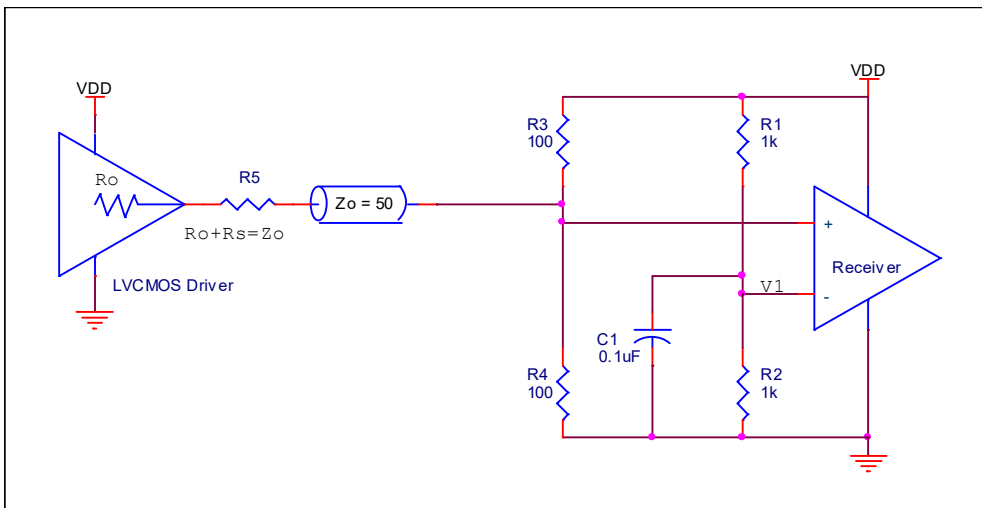 VDD
Ro
R5
Zo = 50
Ro+Rs=Zo
LVCMOS Driver
VDD
R3
100
R1
1k
+
Receiver
V1
-
C1
0.1uF
R4
100
R2
1k